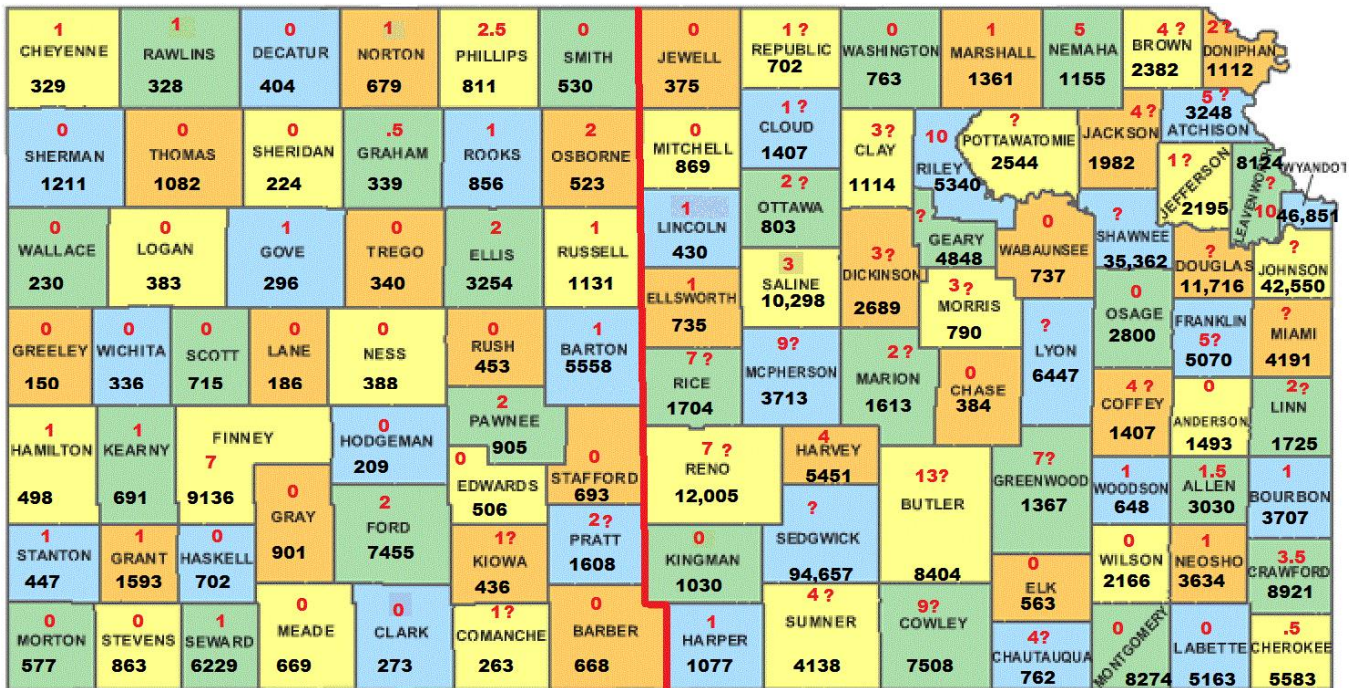 1
CHEYENNE
329
1
RAWLINS
328
0
DECATUR
404
1
NORTON
679
2.5
PHILLIPS
811
0
SMITH
530
0
JEWELL
375
1 ?
REPUBLIC
702
0
WASHINGTON
763
1
MARSHALL
1361
5
NEMAHA
1155
4 ?
BROWN
2382
2?
DONIPHAN
1112
0
SHERMAN
1211
0
THOMAS
1082
0
SHERIDAN
224
.5
GRAHAM
339
1
ROOKS
856
2
OSBORNE
523
0
MITCHELL
869
1 ?
CLOUD
1407
3?
CLAY
1114
10
RILEY
5340
?
POTTAWATOMIE
2544
4 ?
JACKSON
1982
5 ?
3248
ATCHISON
1 ?
JEFFERSON
2195
8124
LEAVENWORTH
?
10
WYANDOT
46,851
0
WALLACE
230
0
LOGAN
383
1
GOVE
296
0
TREGO
340
2
ELLIS
3254
1
RUSSELL
1131
1
LINCOLN
430
2 ?
OTTAWA
803
3?
DICKINSON
2689
?
GEARY
4848
0
WABAUNSEE
737
?
SHAWNEE
35,362
?
DOUGLAS
11,716
?
JOHNSON
42,550
1
ELLSWORTH
735
3
SALINE
10,298
3 ?
MORRIS
790
0
OSAGE
2800
0
GREELEY
150
0
WICHITA
336
0
SCOTT
715
0
LANE
186
0
NESS
388
0
RUSH
453
1
BARTON
5558
7 ?
RICE
1704
9?
MCPHERSON
3713
2 ?
MARION
1613
0
CHASE
384
?
LYON
6447
FRANKLIN
5?
5070
?
MIAMI
4191
1
HAMILTON
498
1
KEARNY
691
FINNEY
7
9136
0
HODGEMAN
209
2
PAWNEE
905
0
EDWARDS
506
0
STAFFORD
693
7 ?
RENO
12,005
4
HARVEY
5451
13?
BUTLER
8404
7?
GREENWOOD
1367
4 ?
COFFEY
1407
0
ANDERSON
1493
2?
LINN
1725
0
GRAY
901
2
FORD
7455
1
WOODSON
648
1.5
ALLEN
3030
1
BOURBON
3707
1
STANTON
447
1
GRANT
1593
0
HASKELL
702
1?
KIOWA
436
2?
PRATT
1608
0
KINGMAN
1030
?
SEDGWICK
94,657
0
ELK
563
0
WILSON
2166
1
NEOSHO
3634
3.5
CRAWFORD
8921
0
MORTON
577
0
STEVENS
863
1
SEWARD
6229
0
MEADE
669
0
CLARK
273
1?
COMANCHE
263
0
BARBER
668
1
HARPER
1077
4 ?
SUMNER
4138
9?
COWLEY
7508
4?
CHAUTAUQUA
762
0
MONTGOMERY
8274
0
LABETTE
5163
.5
CHEROKEE
5583